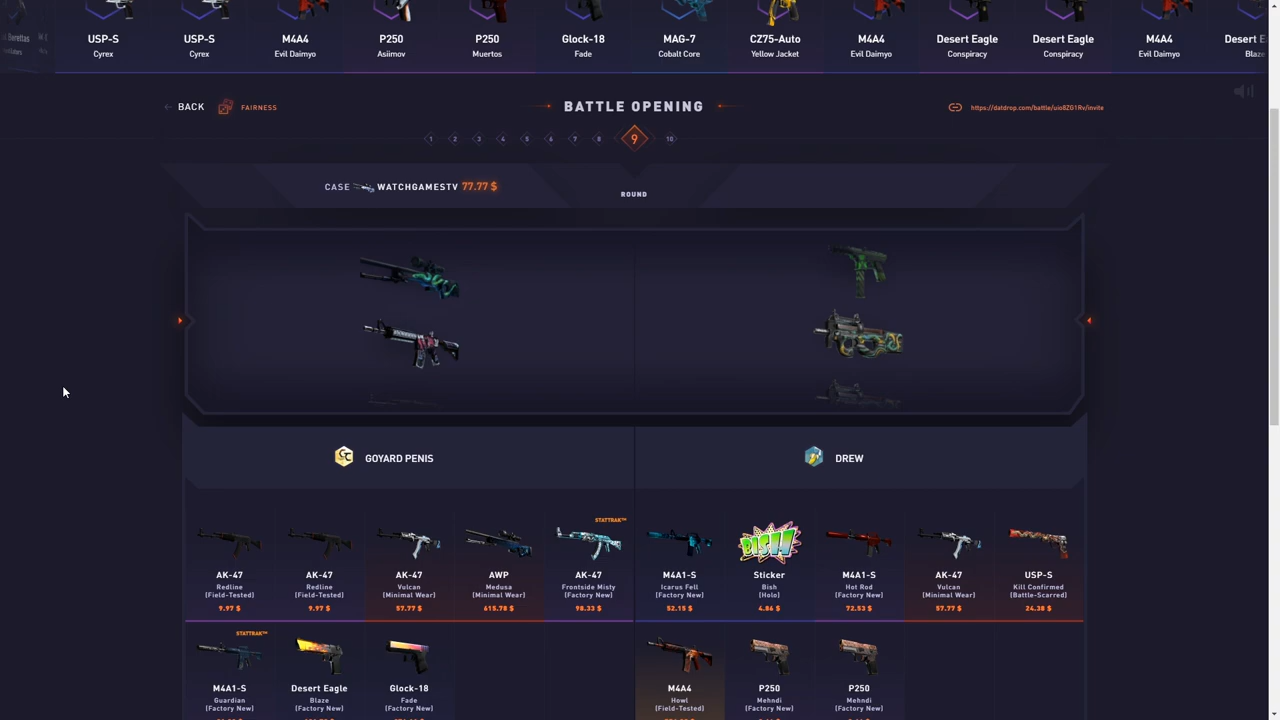 USP-S
USP-S
M4A4
P250
P250
Glock-18
MAG-7
CZ75-Auto
M4A4
Desert Eagle
Desert Eagle
M4A4
Desert E
Cyrex
Cyrex
Evil Daimyo
Asiimov
Muertos
Fade
Cobalt Core
Yellow Jacket
Evil Daimyo
Conspiracy
Conspiracy
Evil Daimyo
Blaze
← BACK
FAIRNESS
BATTLE OPENING
https://datdrop.com/battle/uio8ZG1Rv/invite
1 2 3 4 5 6 7 8 9 10
CASE WATCHGAMESTV 77.77 $
ROUND
GOYARD PENIS
DREW
STATTRAK™
AK-47
Redline
(Field-Tested)
9.97 $
AK-47
Redline
(Field-Tested)
9.97 $
AK-47
Vulcan
(Minimal Wear)
57.77 $
AWP
Medusa
(Minimal Wear)
615.78 $
AK-47
Frontside Misty
(Factory New)
98.33 $
M4A1-S
Icarus Fell
(Factory New)
52.15 $
Sticker
Bish
(Holo)
4.86 $
M4A1-S
Hot Rod
(Factory New)
72.53 $
AK-47
Vulcan
(Minimal Wear)
57.77 $
USP-S
Kill Confirmed
(Battle-Scarred)
24.38 $
STATTRAK™
M4A1-S
Guardian
(Factory New)
Desert Eagle
Blaze
(Factory New)
Glock-18
Fade
(Factory New)
M4A4
Howl
(Field-Tested)
P250
Mehndi
(Factory New)
P250
Mehndi
(Factory New)